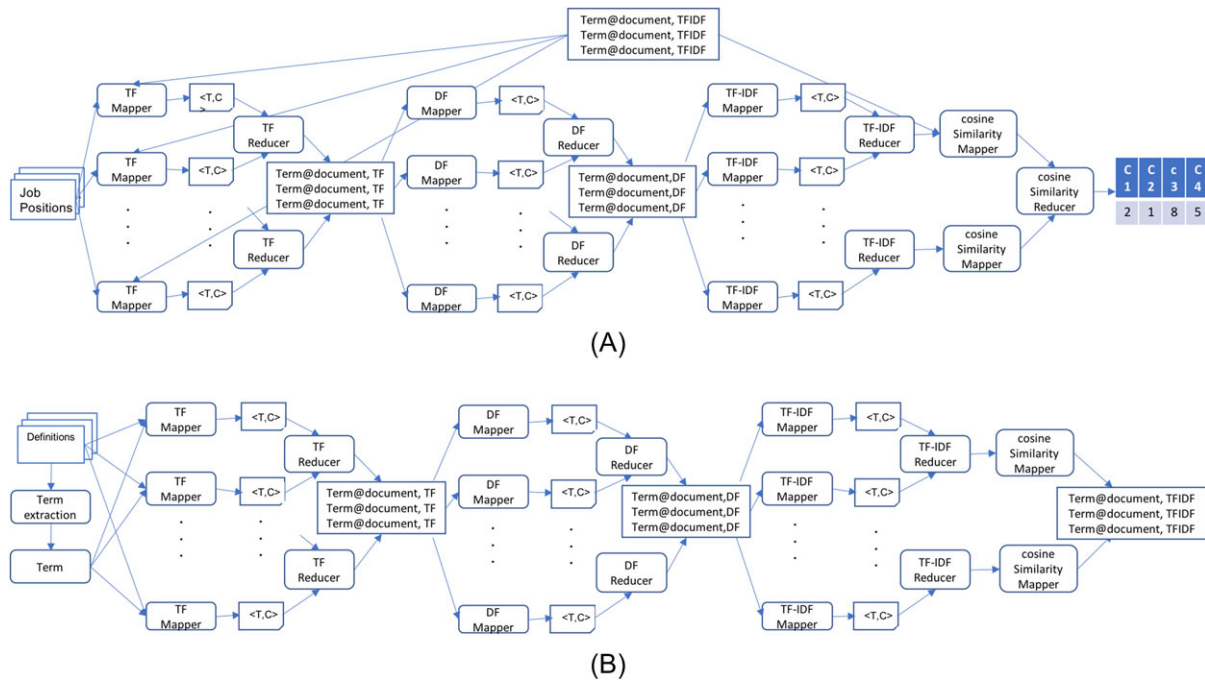 Term@document, TFIDF
Term@document, TFIDF
Term@document, TFIDF
TF
Mapper
<T,C
>
TF
Reducer
DF
Mapper
<T,C>
DF
Reducer
TF-IDF
Mapper
<T,C>
TF-IDF
Reducer
cosine
Similarity
Mapper
TF
Mapper
<T,C>
DF
Mapper
<T,C>
TF-IDF
Mapper
<T,C>
Job
Positions
Term@document, TF
Term@document, TF
Term@document, TF
Term@document,DF
Term@document,DF
Term@document,DF
cosine
Similarity
Reducer
C C c C
1 2 3 4
2 1 8 5
TF
Reducer
DF
Reducer
TF-IDF
Reducer
cosine
Similarity
Mapper
TF
Mapper
<T,C>
DF
Mapper
<T,C>
TF-IDF
Mapper
<T,C>
(A)
Definitions
TF
Mapper
<T,C>
TF
Reducer
DF
Mapper
<T,C>
DF
Reducer
TF-IDF
Mapper
<T,C>
TF-IDF
Reducer
cosine
Similarity
Mapper
Term
extraction
TF
Mapper
<T,C>
Term@document, TF
Term@document, TF
Term@document, TF
DF
Mapper
<T,C>
Term@document,DF
Term@document,DF
Term@document,DF
TF-IDF
Mapper
<T,C>
Term@document, TFIDF
Term@document, TFIDF
Term@document, TFIDF
Term
TF
Reducer
DF
Reducer
TF-IDF
Reducer
cosine
Similarity
Mapper
TF
Mapper
<T,C>
DF
Mapper
<T,C>
TF-IDF
Mapper
<T,C>
(B)